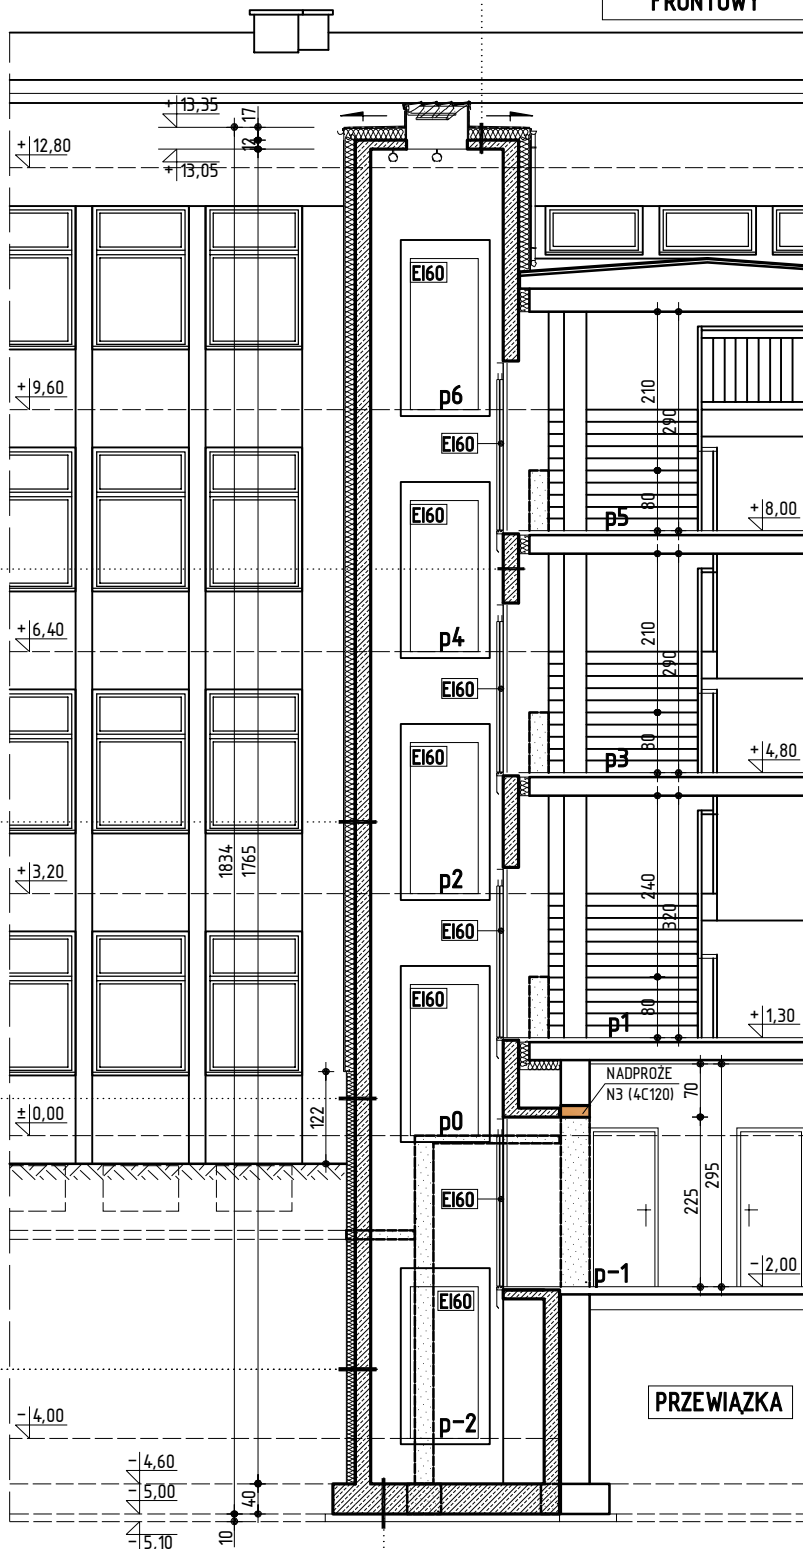 FRONTOWY
+ 13,35
17
12
+ 12,80
+ 13,05
EI60
+ 9,60
p6
210
290
EI60
EI60
80
p5
+ 8,00
+ 6,40
p4
210
290
EI60
EI60
80
p3
+ 4,80
1834
1765
+ 3,20
p2
240
320
EI60
EI60
80
p1
+ 1,30
NADPROŻE
N3 (4C120)
70
± 0,00
122
p0
225
295
EI60
p-1
- 2,00
EI60
- 4,00
p-2
PRZEWIĄZKA
- 4,60
- 5,00
40
10
- 5,10